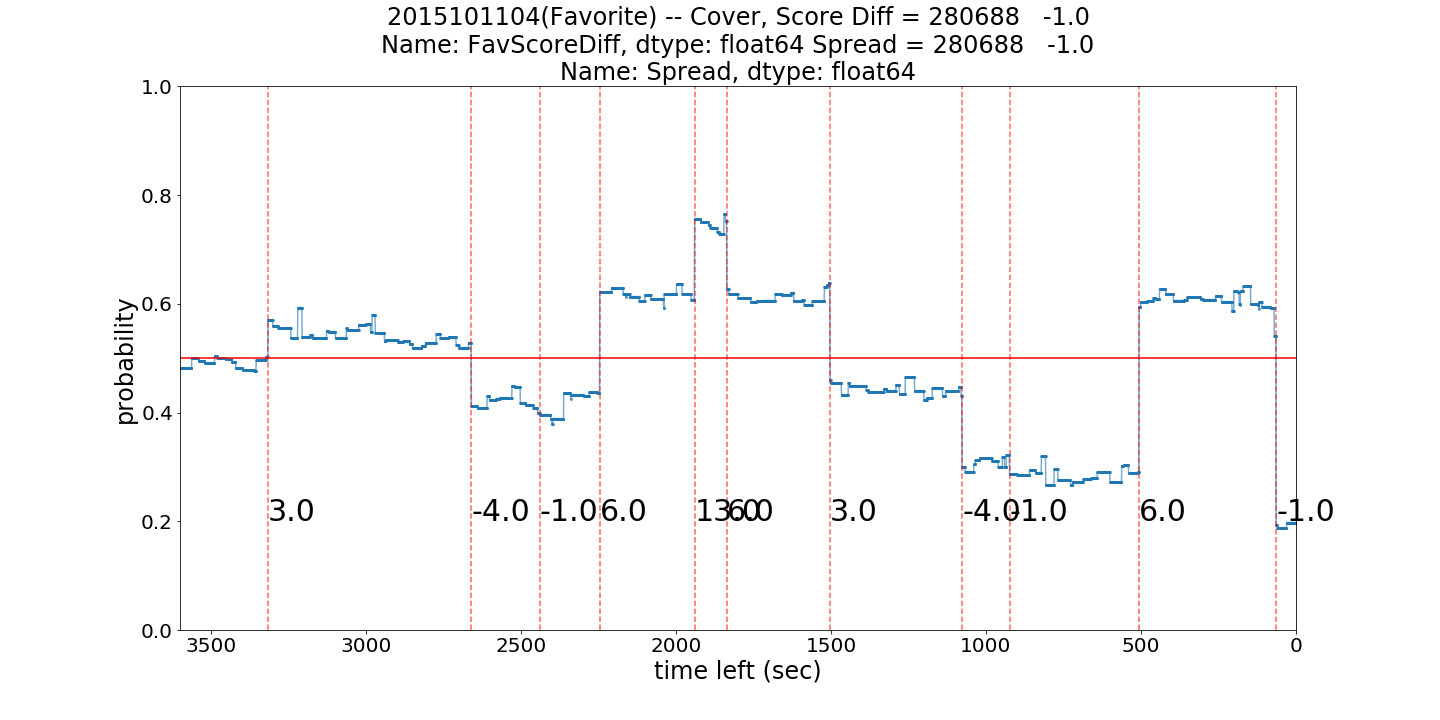 2015101104(Favorite) -- Cover, Score Diff = 280688   -1.0
Name: FavScoreDiff, dtype: float64 Spread = 280688   -1.0
Name: Spread, dtype: float64
1.0
0.8
0.6
0.4
0.2
0.0
probability
3.0
-4.0
-1.0
6.0
13.0
6.0
3.0
-4.0
-1.0
6.0
-1.0
3500 3000 2500 2000 1500 1000 500 0
time left (sec)